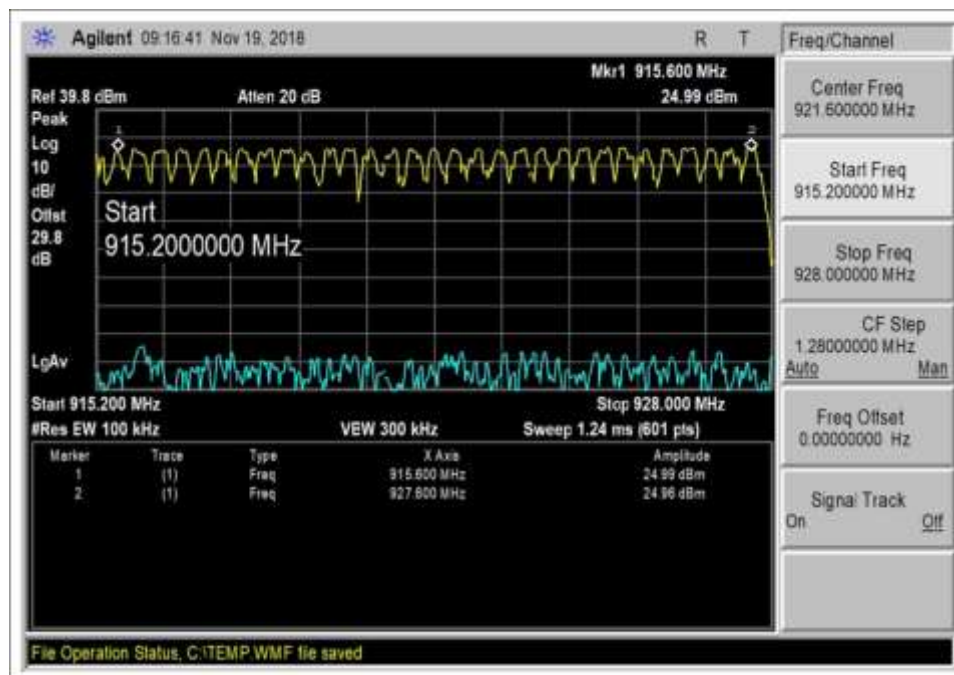 Agilent 09:16:41 Nov 19, 2018 R T
Mkr1 915.600 MHz
Ref 39.8 dBm Atten 20 dB 24.99 dBm
Peak
Log
10
dB/
Offst
29.8
dB
1
2
Start
915.2000000 MHz
LgAv
Start 915.200 MHz Stop 928.000 MHz
#Res BW 100 kHz VBW 300 kHz Sweep 1.24 ms (601 pts)
Marker Trace Type X Axis Amplitude
1 (1) Freq 915.600 MHz 24.99 dBm
2 (1) Freq 927.600 MHz 24.96 dBm
File Operation Status, C:\TEMP.WMF file saved
Freq/Channel
Center Freq
921.600000 MHz
Start Freq
915.200000 MHz
Stop Freq
928.000000 MHz
CF Step
1.28000000 MHz
Auto Man
Freq Offset
0.00000000 Hz
Signal Track
On Off